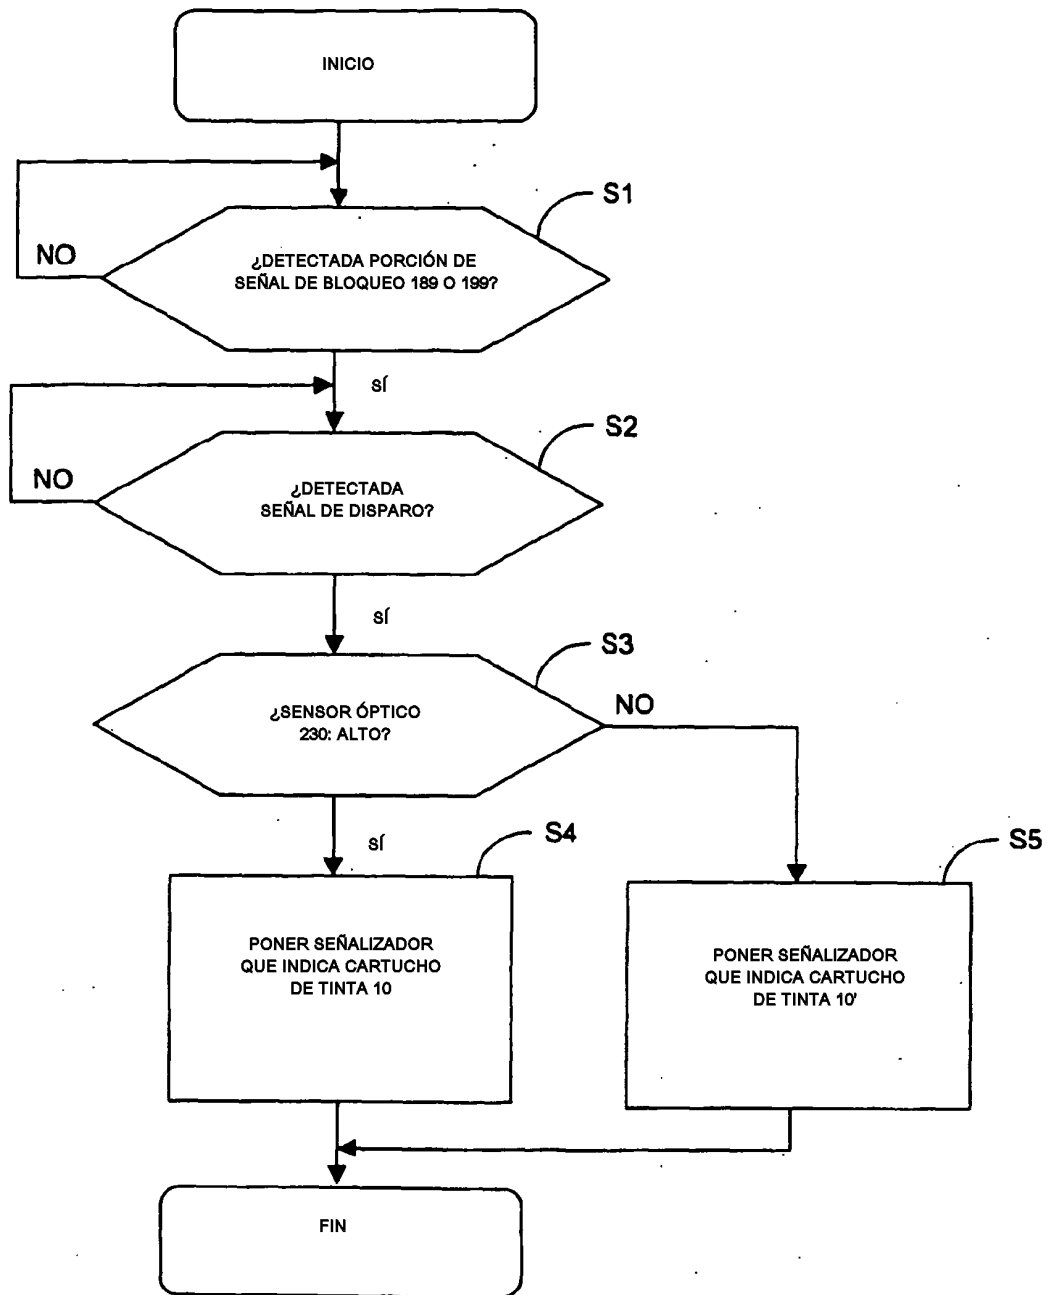 INICIO
S1
NO
¿DETECTADA PORCIÓN DE
SEÑAL DE BLOQUEO 189 O 199?
SÍ
S2
NO
¿DETECTADA
SEÑAL DE DISPARO?
SÍ
S3
¿SENSOR ÓPTICO
230: ALTO?
NO
SÍ
S4
S5
PONER SEÑALIZADOR
QUE INDICA CARTUCHO
DE TINTA 10
PONER SEÑALIZADOR
QUE INDICA CARTUCHO
DE TINTA 10'
FIN